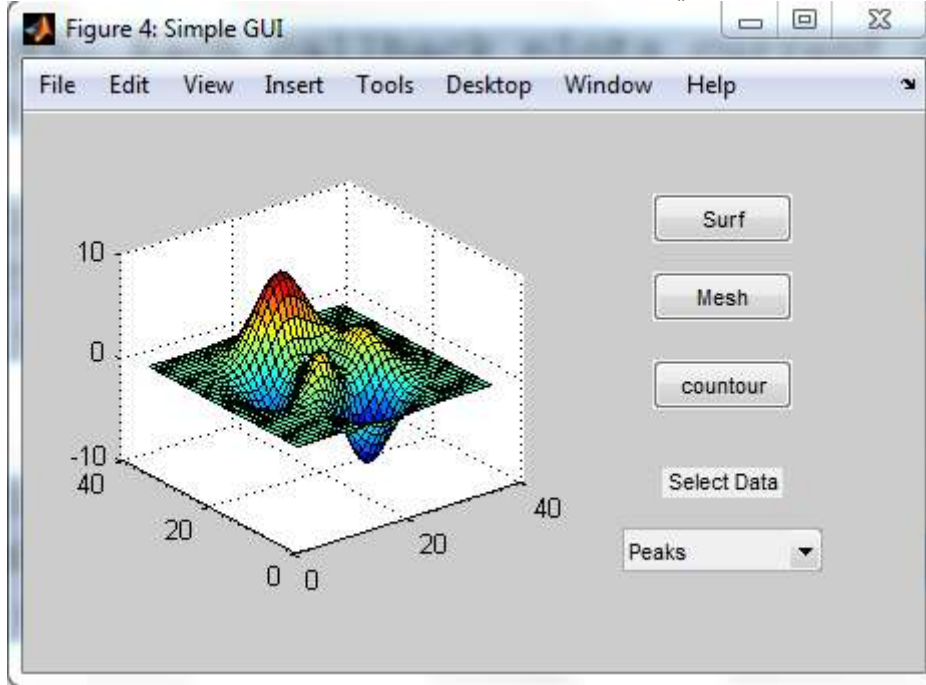 Figure 4: Simple GUI
File Edit View Insert Tools Desktop Window Help
10
0
-10
40
20
0
0
20
40
Surf
Mesh
countour
Select Data
Peaks